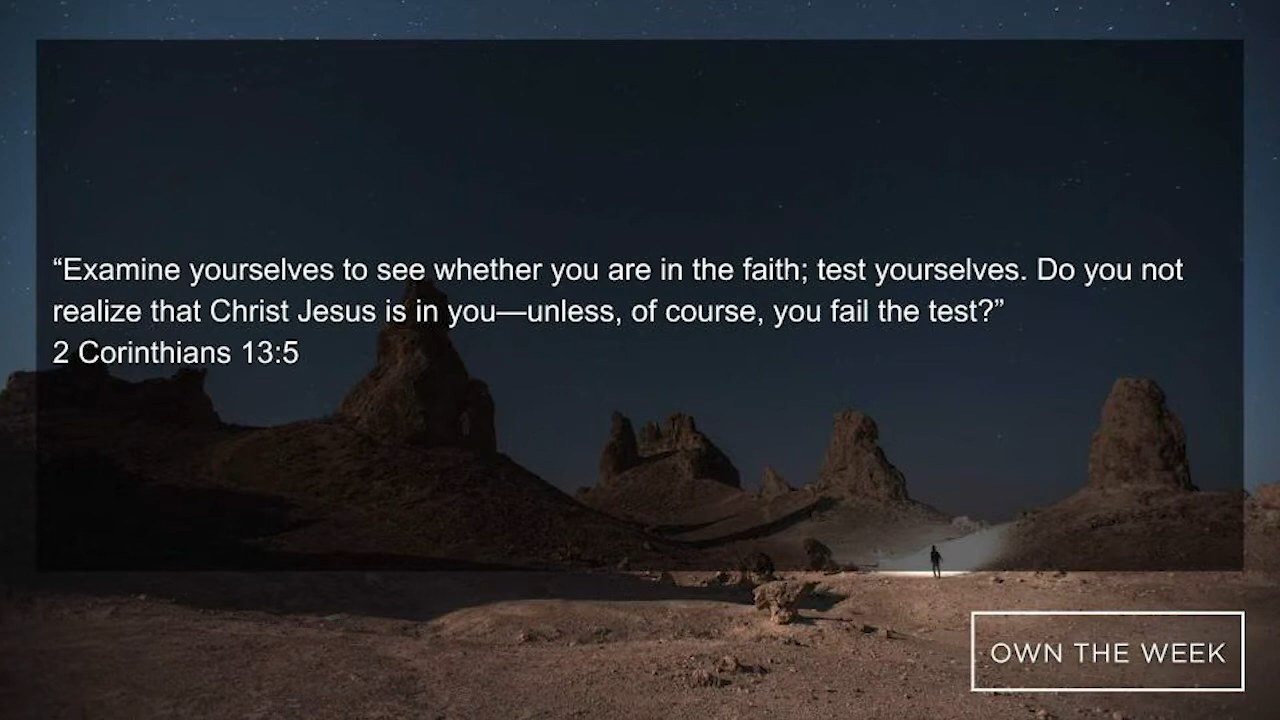 “Examine yourselves to see whether you are in the faith; test yourselves. Do you not
realize that Christ Jesus is in you—unless, of course, you fail the test?”
2 Corinthians 13:5
OWN THE WEEK